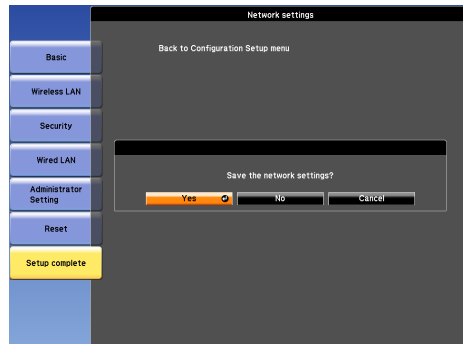 Network settings
Back to Configuration Setup menu
Basic
Wireless LAN
Security
Wired LAN
Administrator
Setting
Reset
Setup complete
Save the network settings?
Yes No Cancel